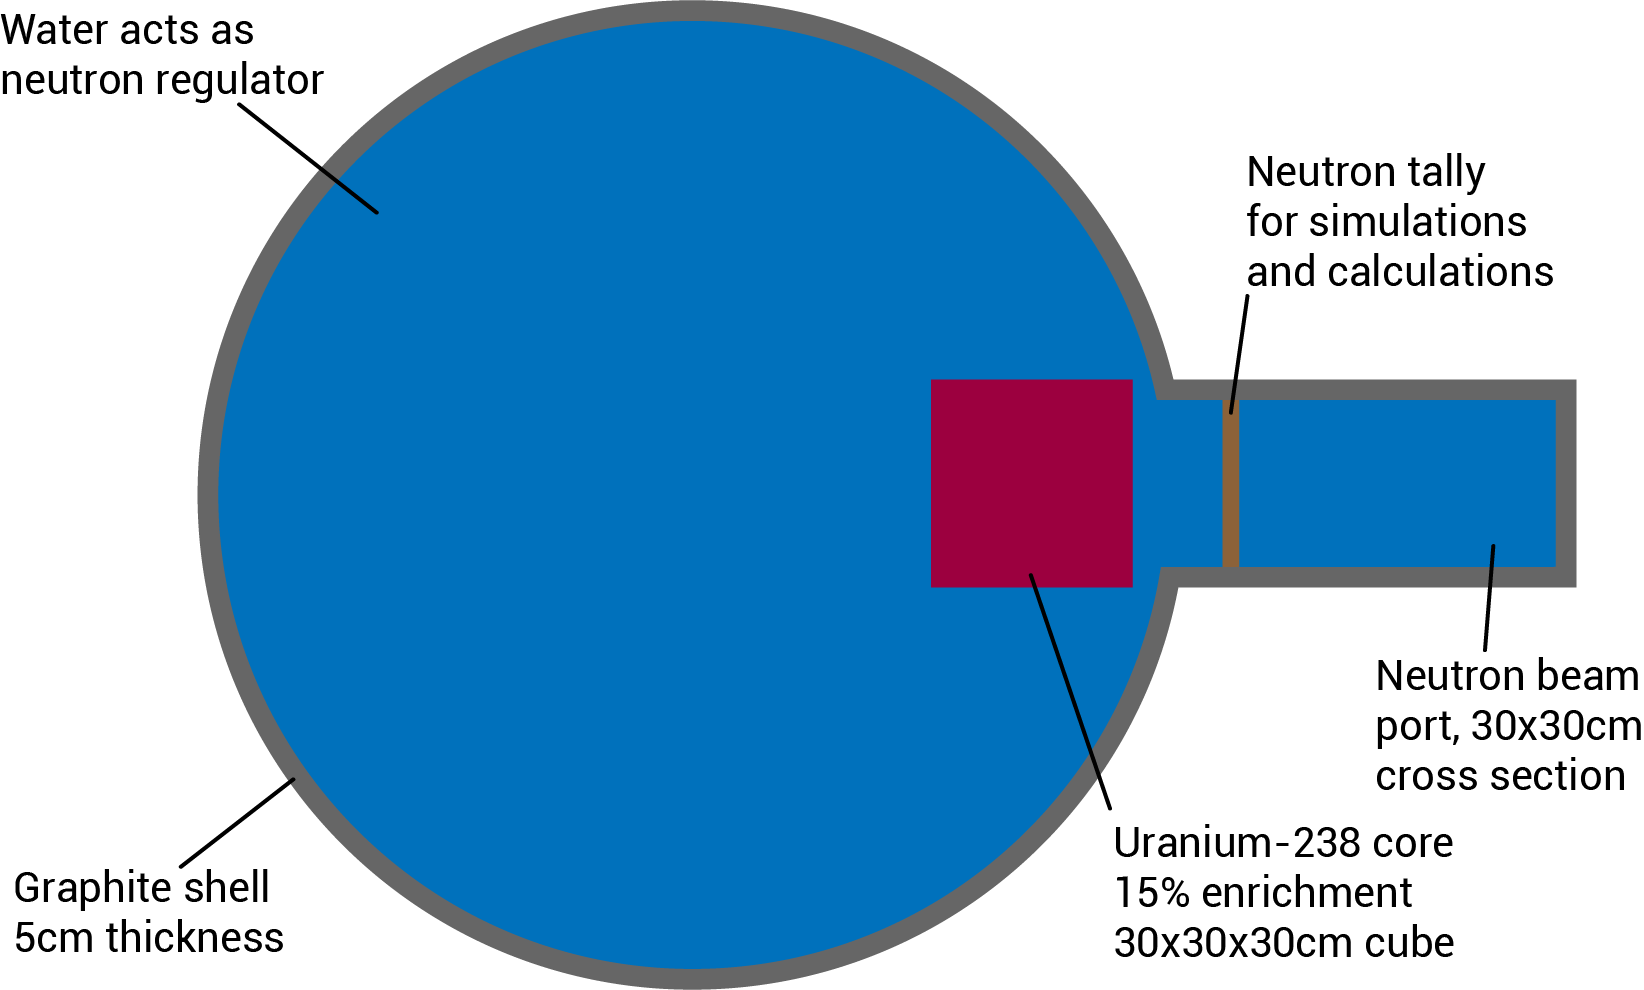 Water acts as
neutron regulator
Neutron tally
for simulations
and calculations
Neutron beam
port, 30x30cm
cross section
Uranium-238 core
15% enrichment
30x30x30cm cube
Graphite shell
5cm thickness